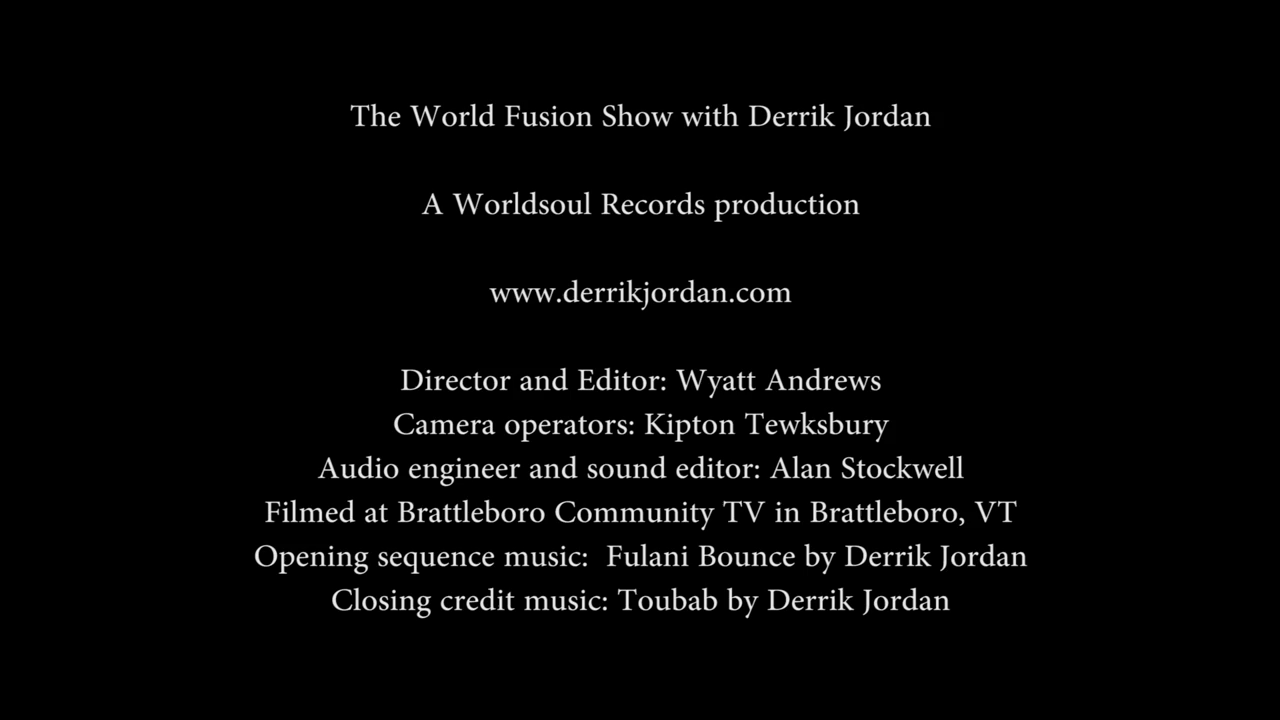 The World Fusion Show with Derrik Jordan
A Worldsoul Records production
www.derrikjordan.com
Director and Editor: Wyatt Andrews
Camera operators: Kipton Tewksbury
Audio engineer and sound editor: Alan Stockwell
Filmed at Brattleboro Community TV in Brattleboro, VT
Opening sequence music:  Fulani Bounce by Derrik Jordan
Closing credit music: Toubab by Derrik Jordan